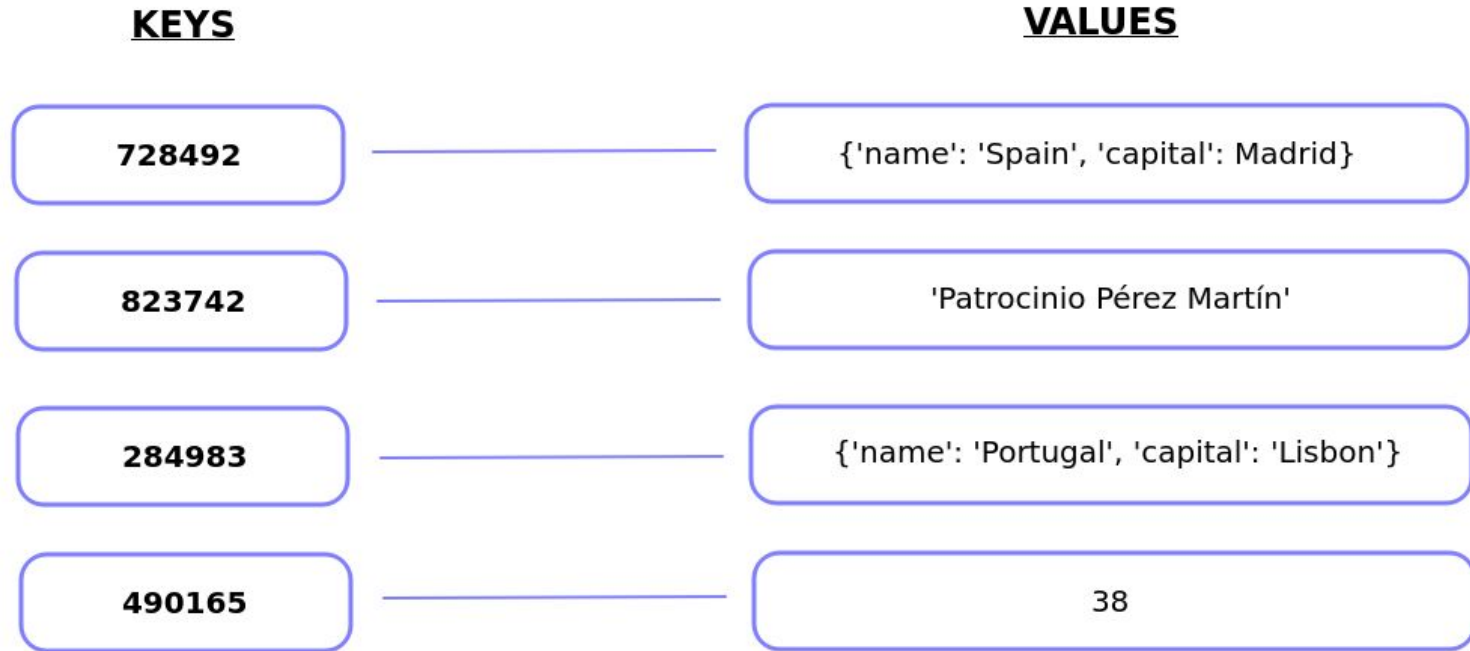 KEYS VALUES
728492 {'name': 'Spain', 'capital': Madrid}
823742 'Patrocinio Pérez Martín'
284983 {'name': 'Portugal', 'capital': 'Lisbon'}
490165 38